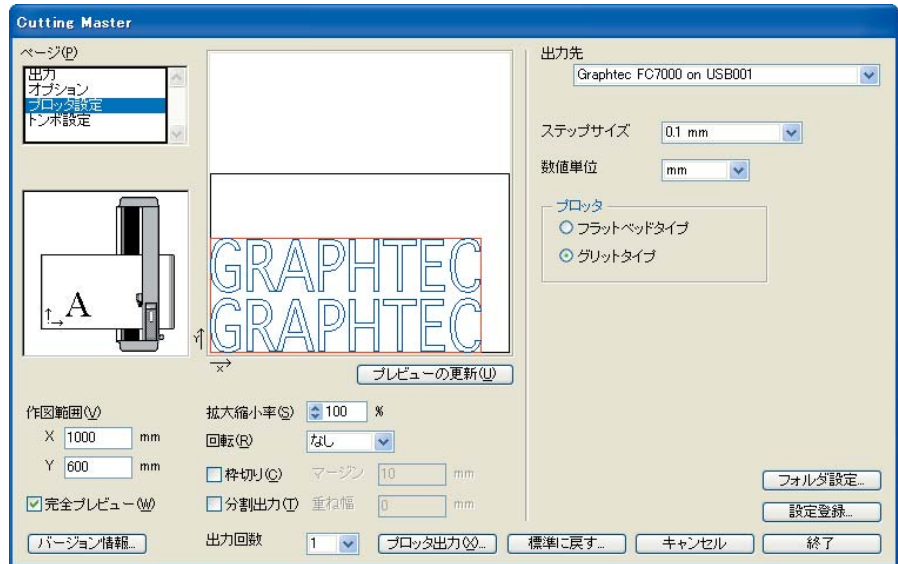 Cutting Master
ページ(P)
出力
オプション
プロッタ設定
トンボ設定
A
GRAPHTEC
GRAPHTEC
Y
X
プレビューの更新(U)
作図範囲(V)
X 1000 mm
Y 600 mm
完全プレビュー(W)
バージョン情報...
拡大縮小率(S) 100 %
回転(R) なし
枠切り(C) マージン 10 mm
分割出力(T) 重ね幅 0 mm
出力回数 1
出力先
Graphtec FC7000 on USB001
ステップサイズ 0.1 mm
数値単位 mm
プロッタ
フラットベッドタイプ
グリットタイプ
フォルダ設定...
設定登録...
プロッタ出力(X)...
標準に戻す...
キャンセル
終了